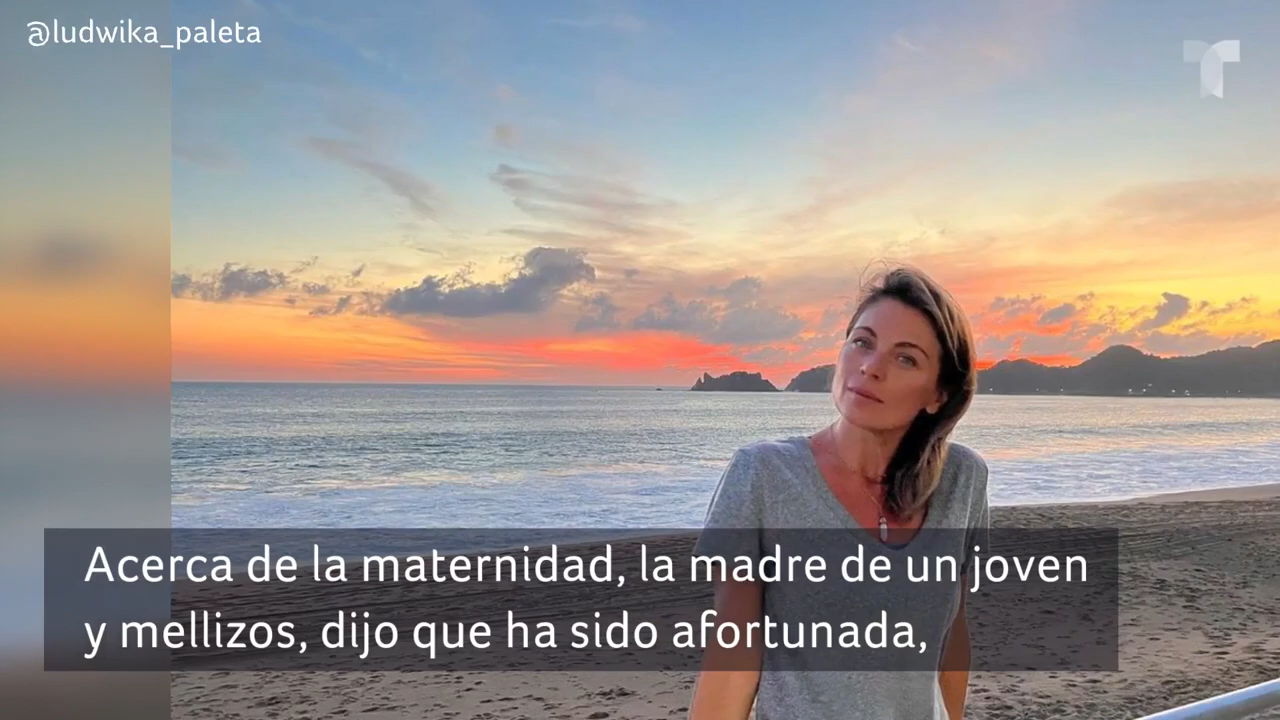 @ludwika_paleta
Acerca de la maternidad, la madre de un joven
y mellizos, dijo que ha sido afortunada,